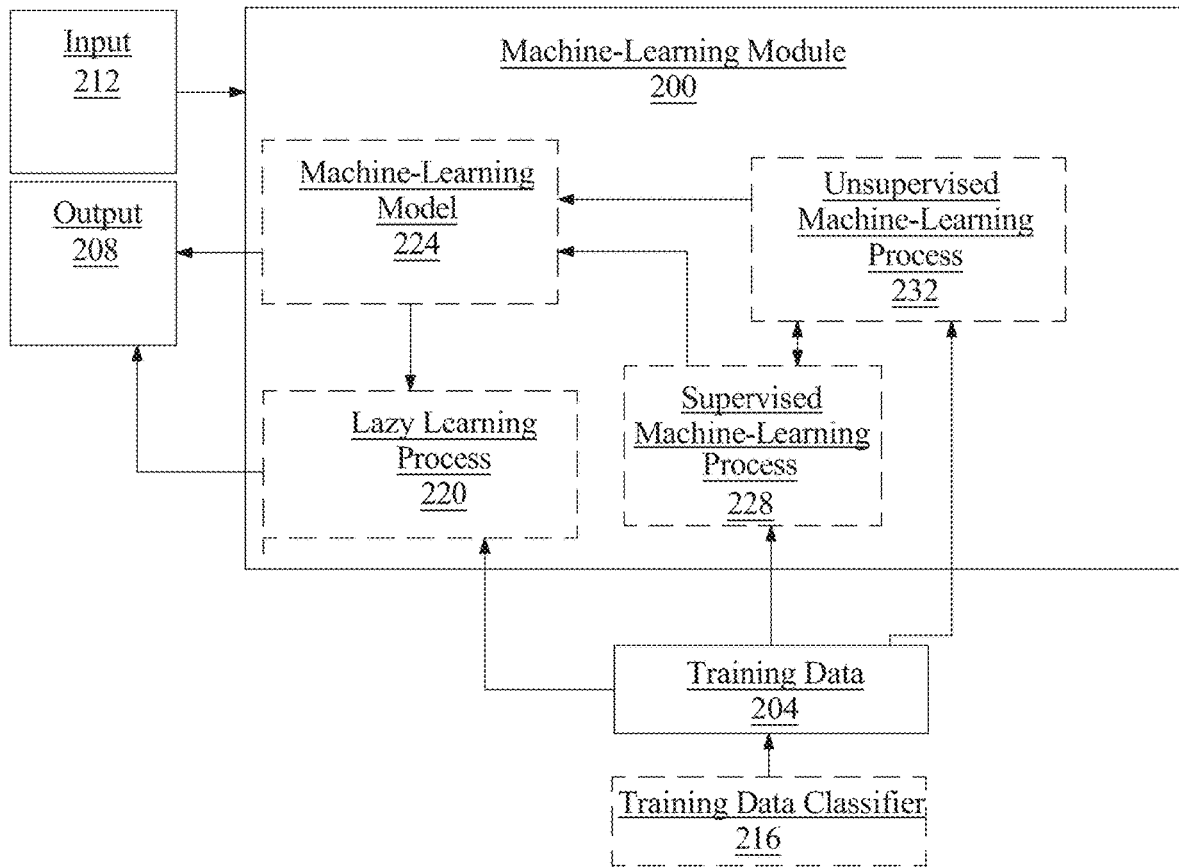 Input
212
Machine-Learning Module
200
Machine-Learning
Model
224
Unsupervised
Machine-Learning
Process
232
Output
208
Lazy Learning
Process
220
Supervised
Machine-Learning
Process
228
Training Data
204
Training Data Classifier
216